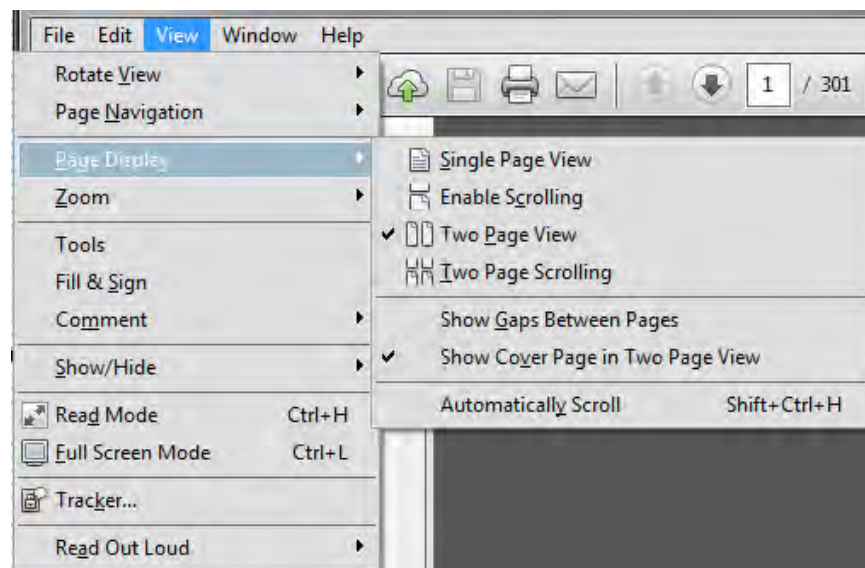 File Edit View Window Help
Rotate View
Page Navigation
1 / 301
Page Display
Single Page View
Zoom
Enable Scrolling
Tools
Two Page View
Fill & Sign
Two Page Scrolling
Comment
Show Gaps Between Pages
Show/Hide
Show Cover Page in Two Page View
Read Mode Ctrl+H
Automatically Scroll Shift+Ctrl+H
Full Screen Mode Ctrl+L
Tracker...
Read Out Loud